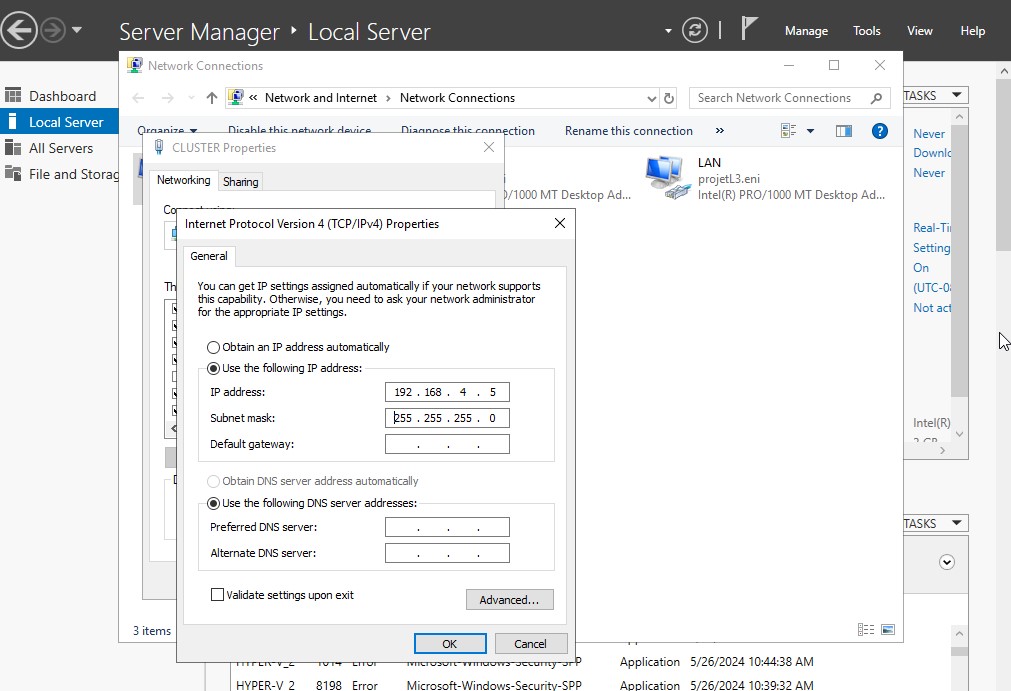 Server Manager ‣ Local Server
Manage Tools View Help
Dashboard
Local Server
All Servers
File and Storag
Network Connections
« Network and Internet › Network Connections
Search Network Connections
Organize Disable this network device Diagnose this connection Rename this connection »
CLUSTER Properties
Networking Sharing
LAN
projetL3.eni
Intel(R) PRO/1000 MT Desktop Ad...
/1000 MT Desktop Ad...
Internet Protocol Version 4 (TCP/IPv4) Properties
General
You can get IP settings assigned automatically if your network supports
this capability. Otherwise, you need to ask your network administrator
for the appropriate IP settings.
Obtain an IP address automatically
Use the following IP address:
IP address: 192 . 168 . 4 . 5
Subnet mask: 255 . 255 . 255 . 0
Default gateway: . . .
Obtain DNS server address automatically
Use the following DNS server addresses:
Preferred DNS server: . . .
Alternate DNS server: . . .
Validate settings upon exit
Advanced...
OK Cancel
3 items
TASKS
Never
Downlo
Never
Real-Ti
Setting
On
(UTC-08
Not act
Intel(R)
TASKS
HYPER-V_2 1014 Error Microsoft-Windows-Security-SPP Application 5/26/2024 10:44:38 AM
HYPER-V_2 8198 Error Microsoft-Windows-Security-SPP Application 5/26/2024 10:39:32 AM